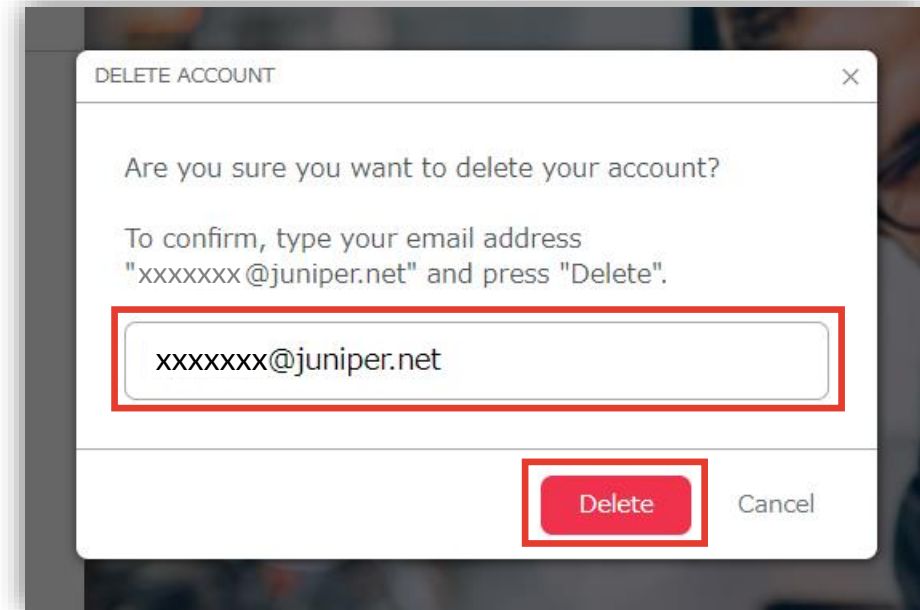 DELETE ACCOUNT
Are you sure you want to delete your account?
To confirm, type your email address
"xxxxxxx@juniper.net" and press "Delete".
xxxxxxx@juniper.net
Delete Cancel